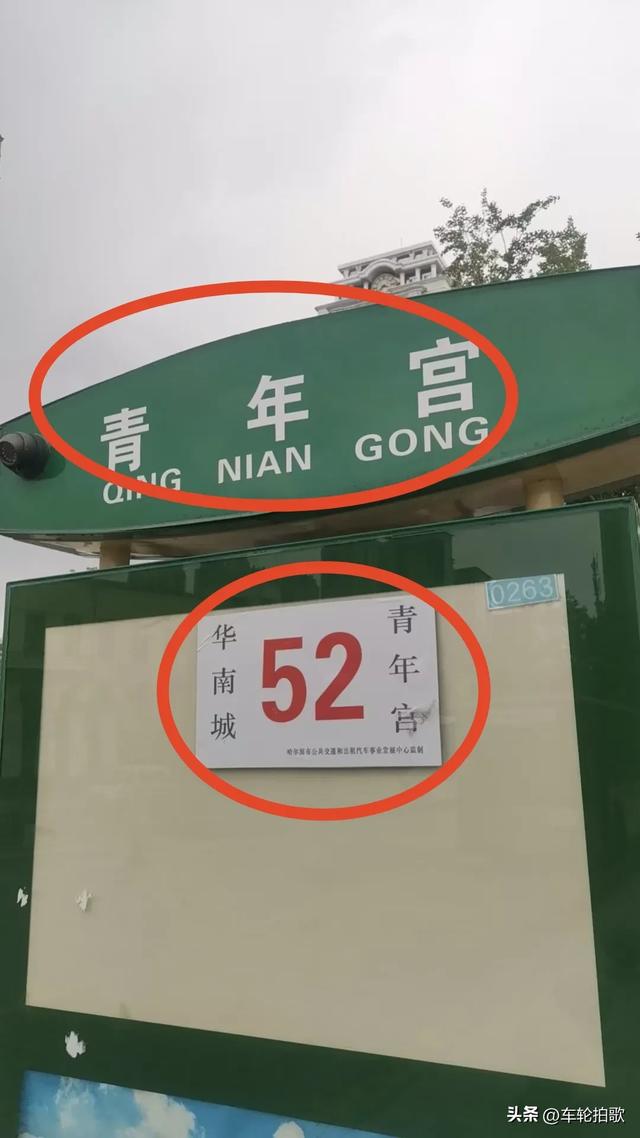 青年宫
QING NIAN GONG
0263
华南城
52
青年宫
哈尔滨市公共交通和出租汽车事业发展中心监制
头条 @车轮拍歌